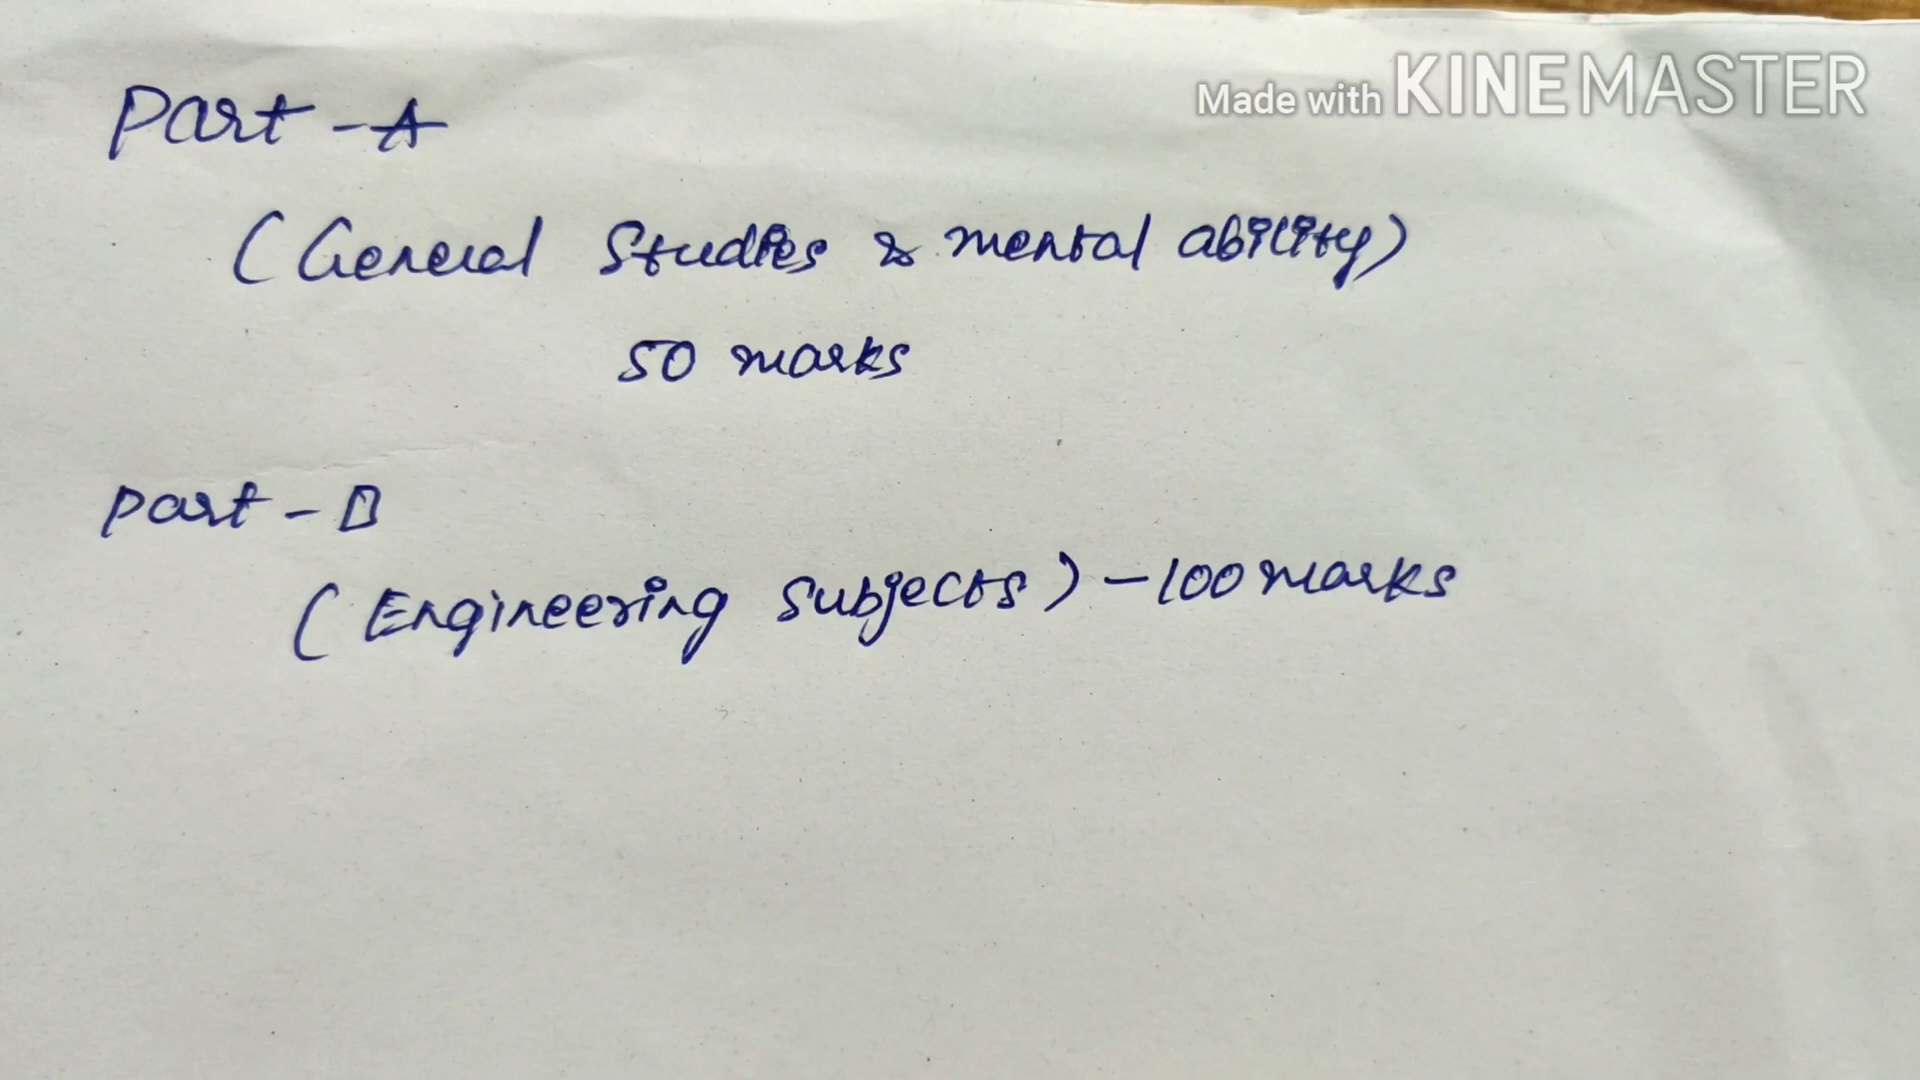 Made with KINEMASTER
Part - A
(General Studies & mental ability)
50 marks
Part - B
(Engineering Subjects) - 100 marks